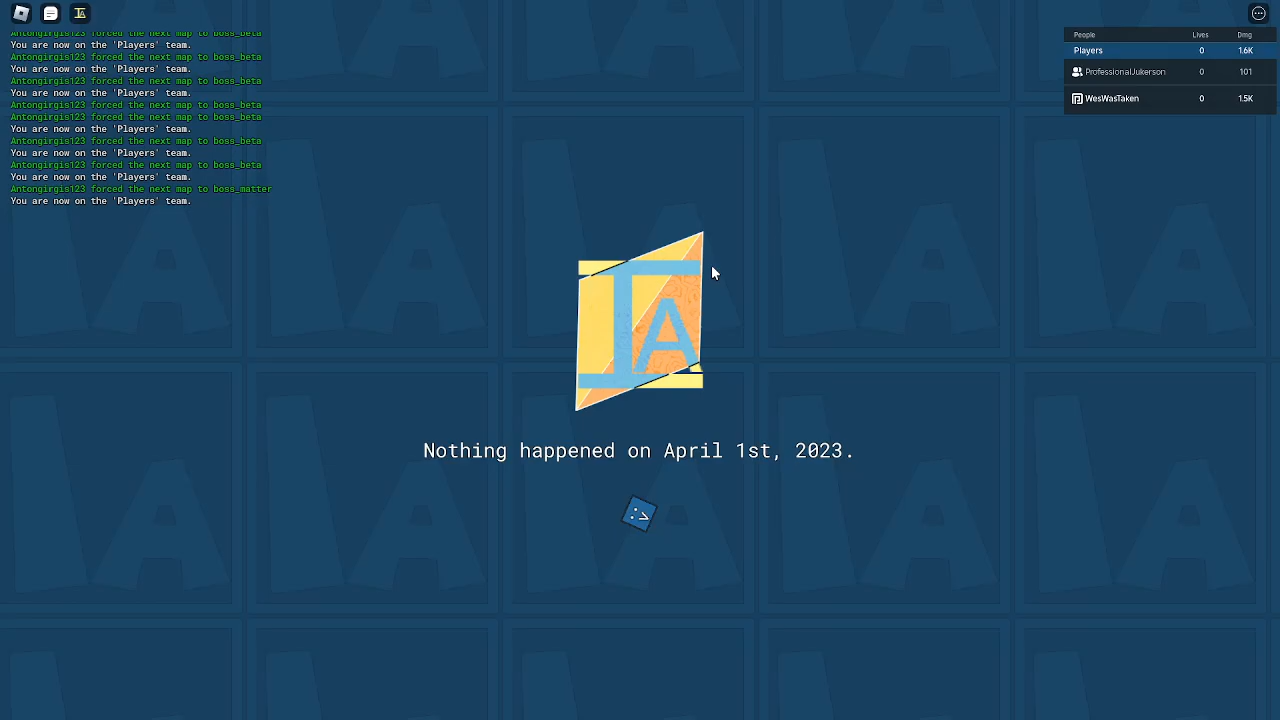 Antongirgis123 forced the next map to boss_beta
You are now on the 'Players' team.
Antongirgis123 forced the next map to boss_beta
You are now on the 'Players' team.
Antongirgis123 forced the next map to boss_beta
You are now on the 'Players' team.
Antongirgis123 forced the next map to boss_beta
Antongirgis123 forced the next map to boss_beta
You are now on the 'Players' team.
Antongirgis123 forced the next map to boss_beta
You are now on the 'Players' team.
Antongirgis123 forced the next map to boss_beta
You are now on the 'Players' team.
Antongirgis123 forced the next map to boss_matter
You are now on the 'Players' team.
People Lives Dmg
Players 0 1.6K
ProfessionalJukerson 0 101
WesWasTaken 0 1.5K
IA
Nothing happened on April 1st, 2023.
:>